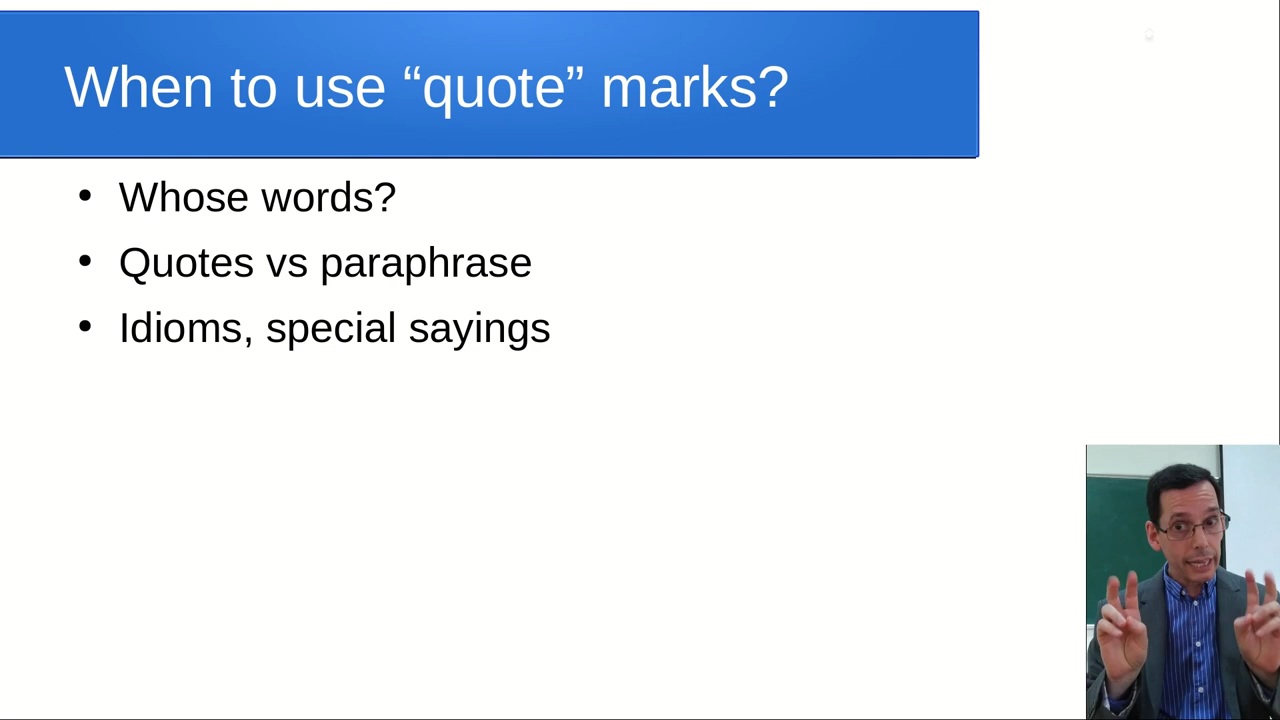 When to use “quote” marks?
Whose words?
Quotes vs paraphrase
Idioms, special sayings